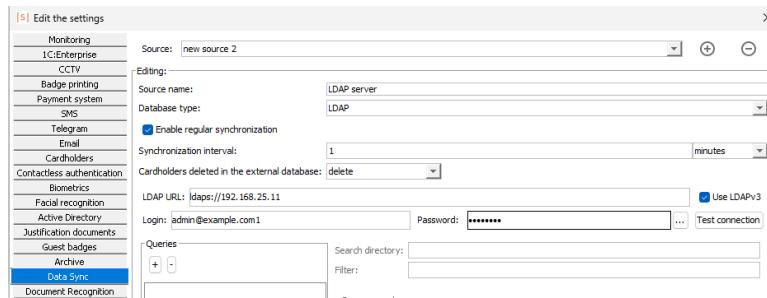 |S| Edit the settings
Monitoring
1C:Enterprise
CCTV
Badge printing
Payment system
SMS
Telegram
Email
Cardholders
Contactless authentication
Biometrics
Facial recognition
Active Directory
Justification documents
Guest badges
Archive
Data Sync
Document Recognition
Source: new source 2
Editing:
Source name: LDAP server
Database type: LDAP
Enable regular synchronization
Synchronization interval: 1 minutes
Cardholders deleted in the external database: delete
LDAP URL: ldaps://192.168.25.11 Use LDAPv3
Login: admin@example.com1 Password: •••••••• ... Test connection
Queries
+ -
Search directory:
Filter: